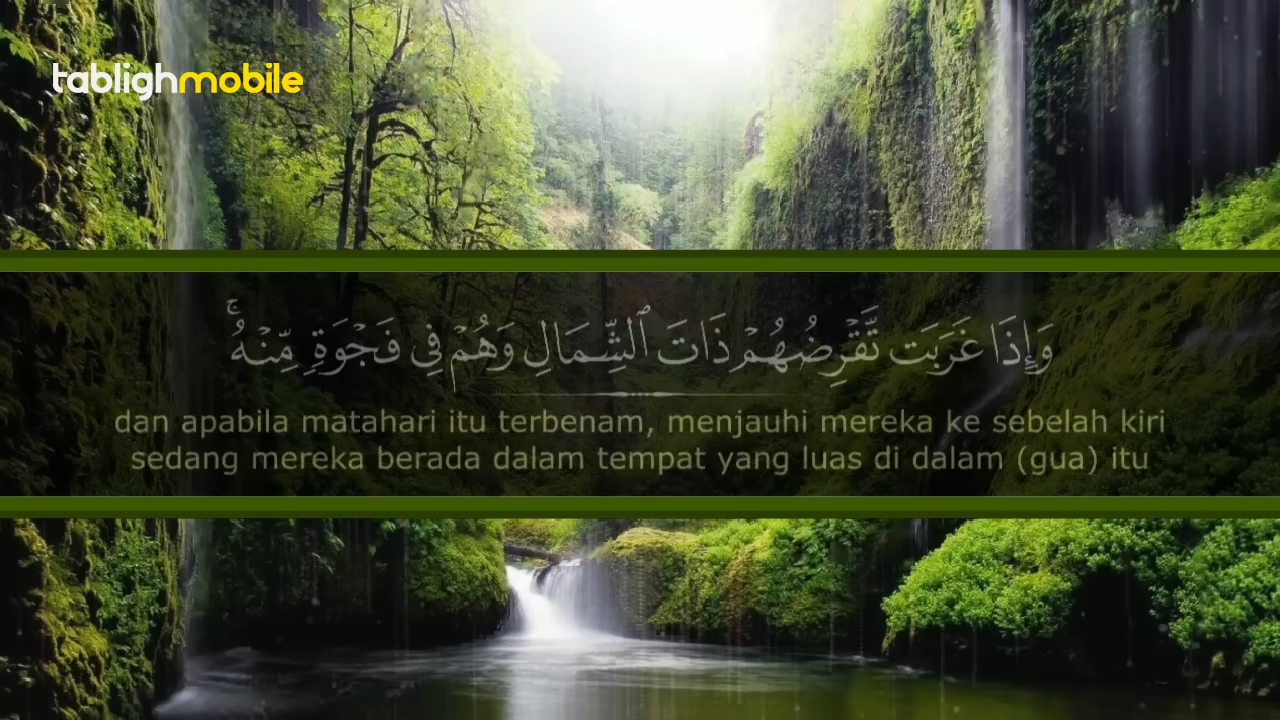 tablighmobile
وَإِذَا غَرَبَت تَّقْرِضُهُمْ ذَاتَ ٱلشِّمَالِ وَهُمْ فِى فَجْوَةٍ مِّنْهُ ۚ
dan apabila matahari itu terbenam, menjauhi mereka ke sebelah kiri
sedang mereka berada dalam tempat yang luas di dalam (gua) itu